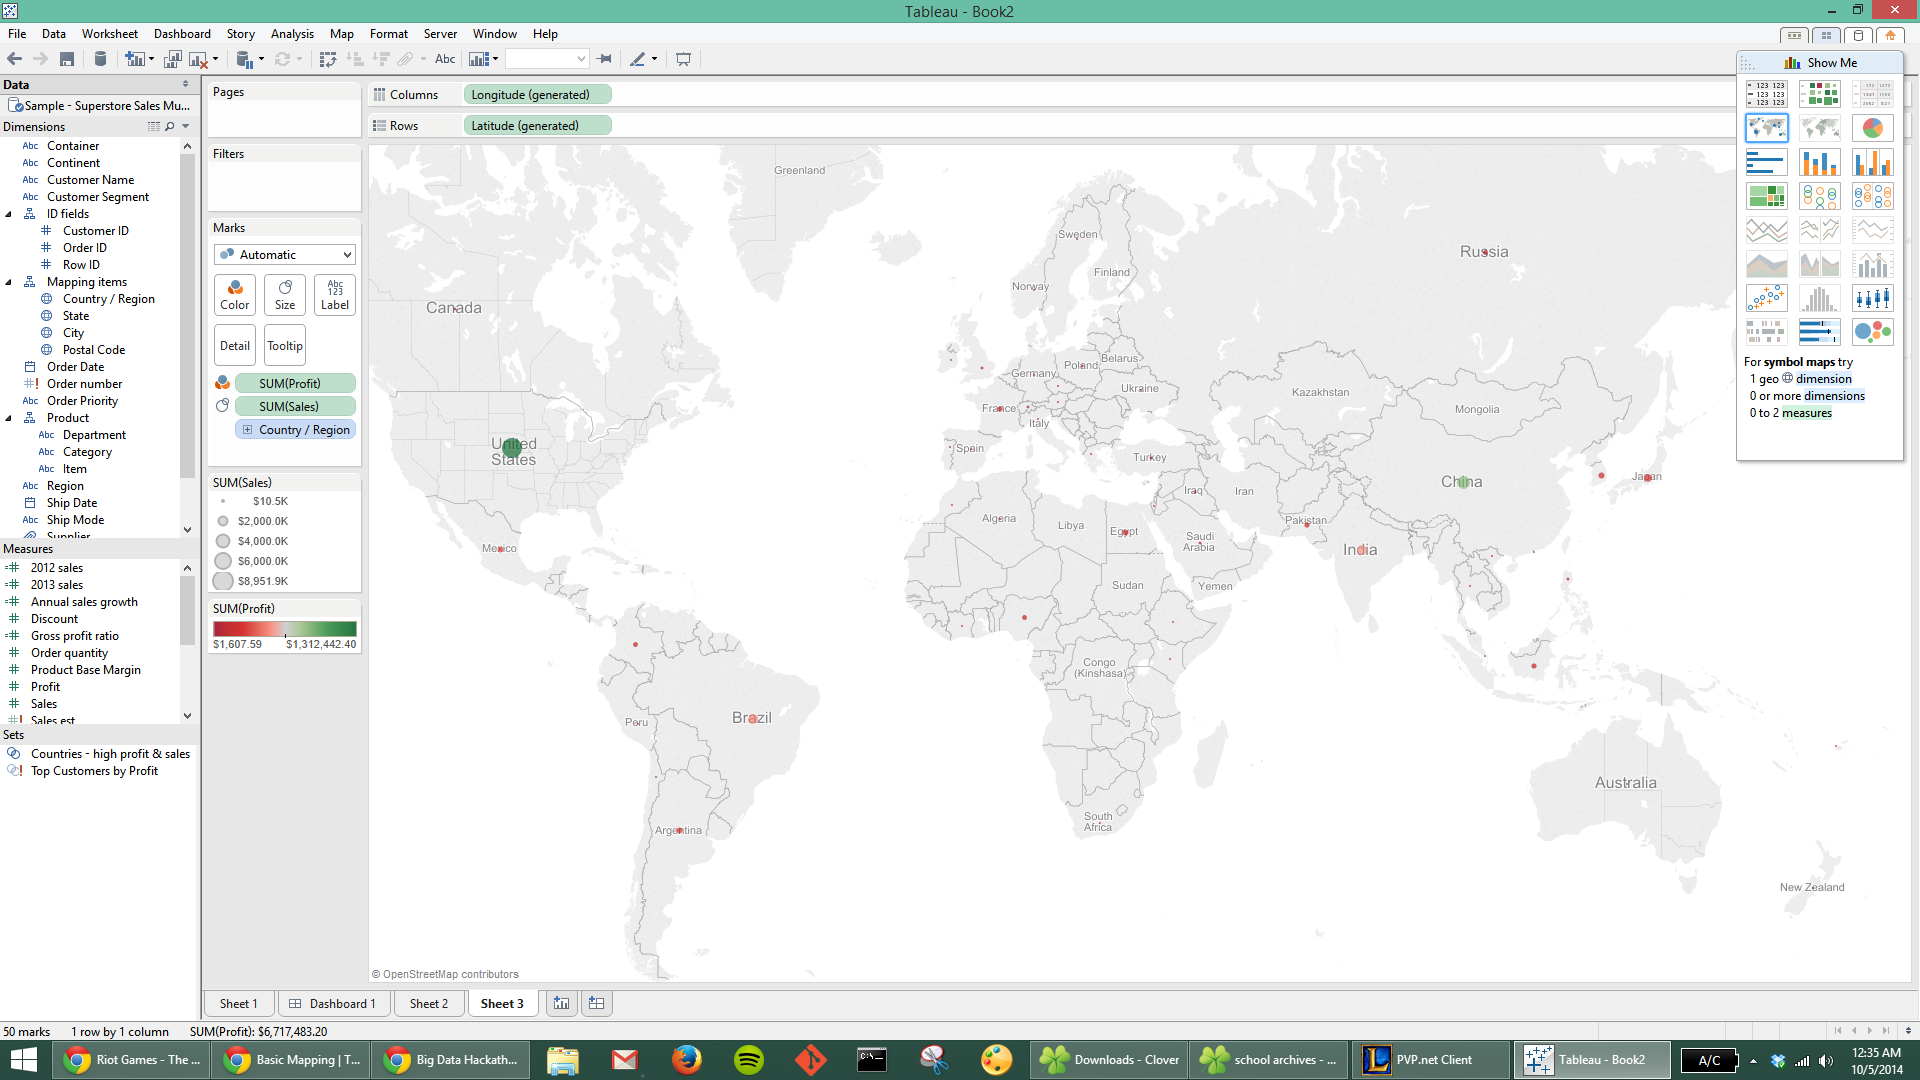 Tableau - Book2
File Data Worksheet Dashboard Story Analysis Map Format Server Window Help
Abc
Data
Sample - Superstore Sales Mu...
Dimensions
Abc Container
Abc Continent
Abc Customer Name
Abc Customer Segment
ID fields
Customer ID
Order ID
Row ID
Mapping items
Country / Region
State
City
Postal Code
Order Date
Order number
Abc Order Priority
Product
Abc Department
Abc Category
Abc Item
Abc Region
Ship Date
Abc Ship Mode
Supplier
Measures
2012 sales
2013 sales
Annual sales growth
Discount
Gross profit ratio
Order quantity
Product Base Margin
Profit
Sales
Sales est
Sets
Countries - high profit & sales
Top Customers by Profit
Pages
Filters
Marks
Automatic
Color
Size
Abc
123
Label
Detail
Tooltip
SUM(Profit)
SUM(Sales)
Country / Region
SUM(Sales)
$10.5K
$2,000.0K
$4,000.0K
$6,000.0K
$8,951.9K
SUM(Profit)
$1,607.59 $1,312,442.40
Columns Longitude (generated)
Rows Latitude (generated)
Greenland
Sweden
Russia
Finland
Norway
Canada
Belarus
Poland
Germany
Ukraine
Kazakhstan
France
Mongolia
Italy
United
States
Spain
Turkey
China
Japan
Iraq
Iran
Algeria
Libya
Egypt
Pakistan
Saudi
Arabia
India
Mexico
Sudan
Yemen
Congo
(Kinshasa)
Brazil
Peru
Australia
South
Africa
Argentina
New Zealand
© OpenStreetMap contributors
Show Me
123 123
123 123
123 123
For symbol maps try
1 geo dimension
0 or more dimensions
0 to 2 measures
Sheet 1 Dashboard 1 Sheet 2 Sheet 3
50 marks 1 row by 1 column SUM(Profit): $6,717,483.20
Riot Games - The ...
Basic Mapping | T...
Big Data Hackath...
Downloads - Clover
school archives - ...
PVP.net Client
Tableau - Book2
A/C
12:35 AM
10/5/2014